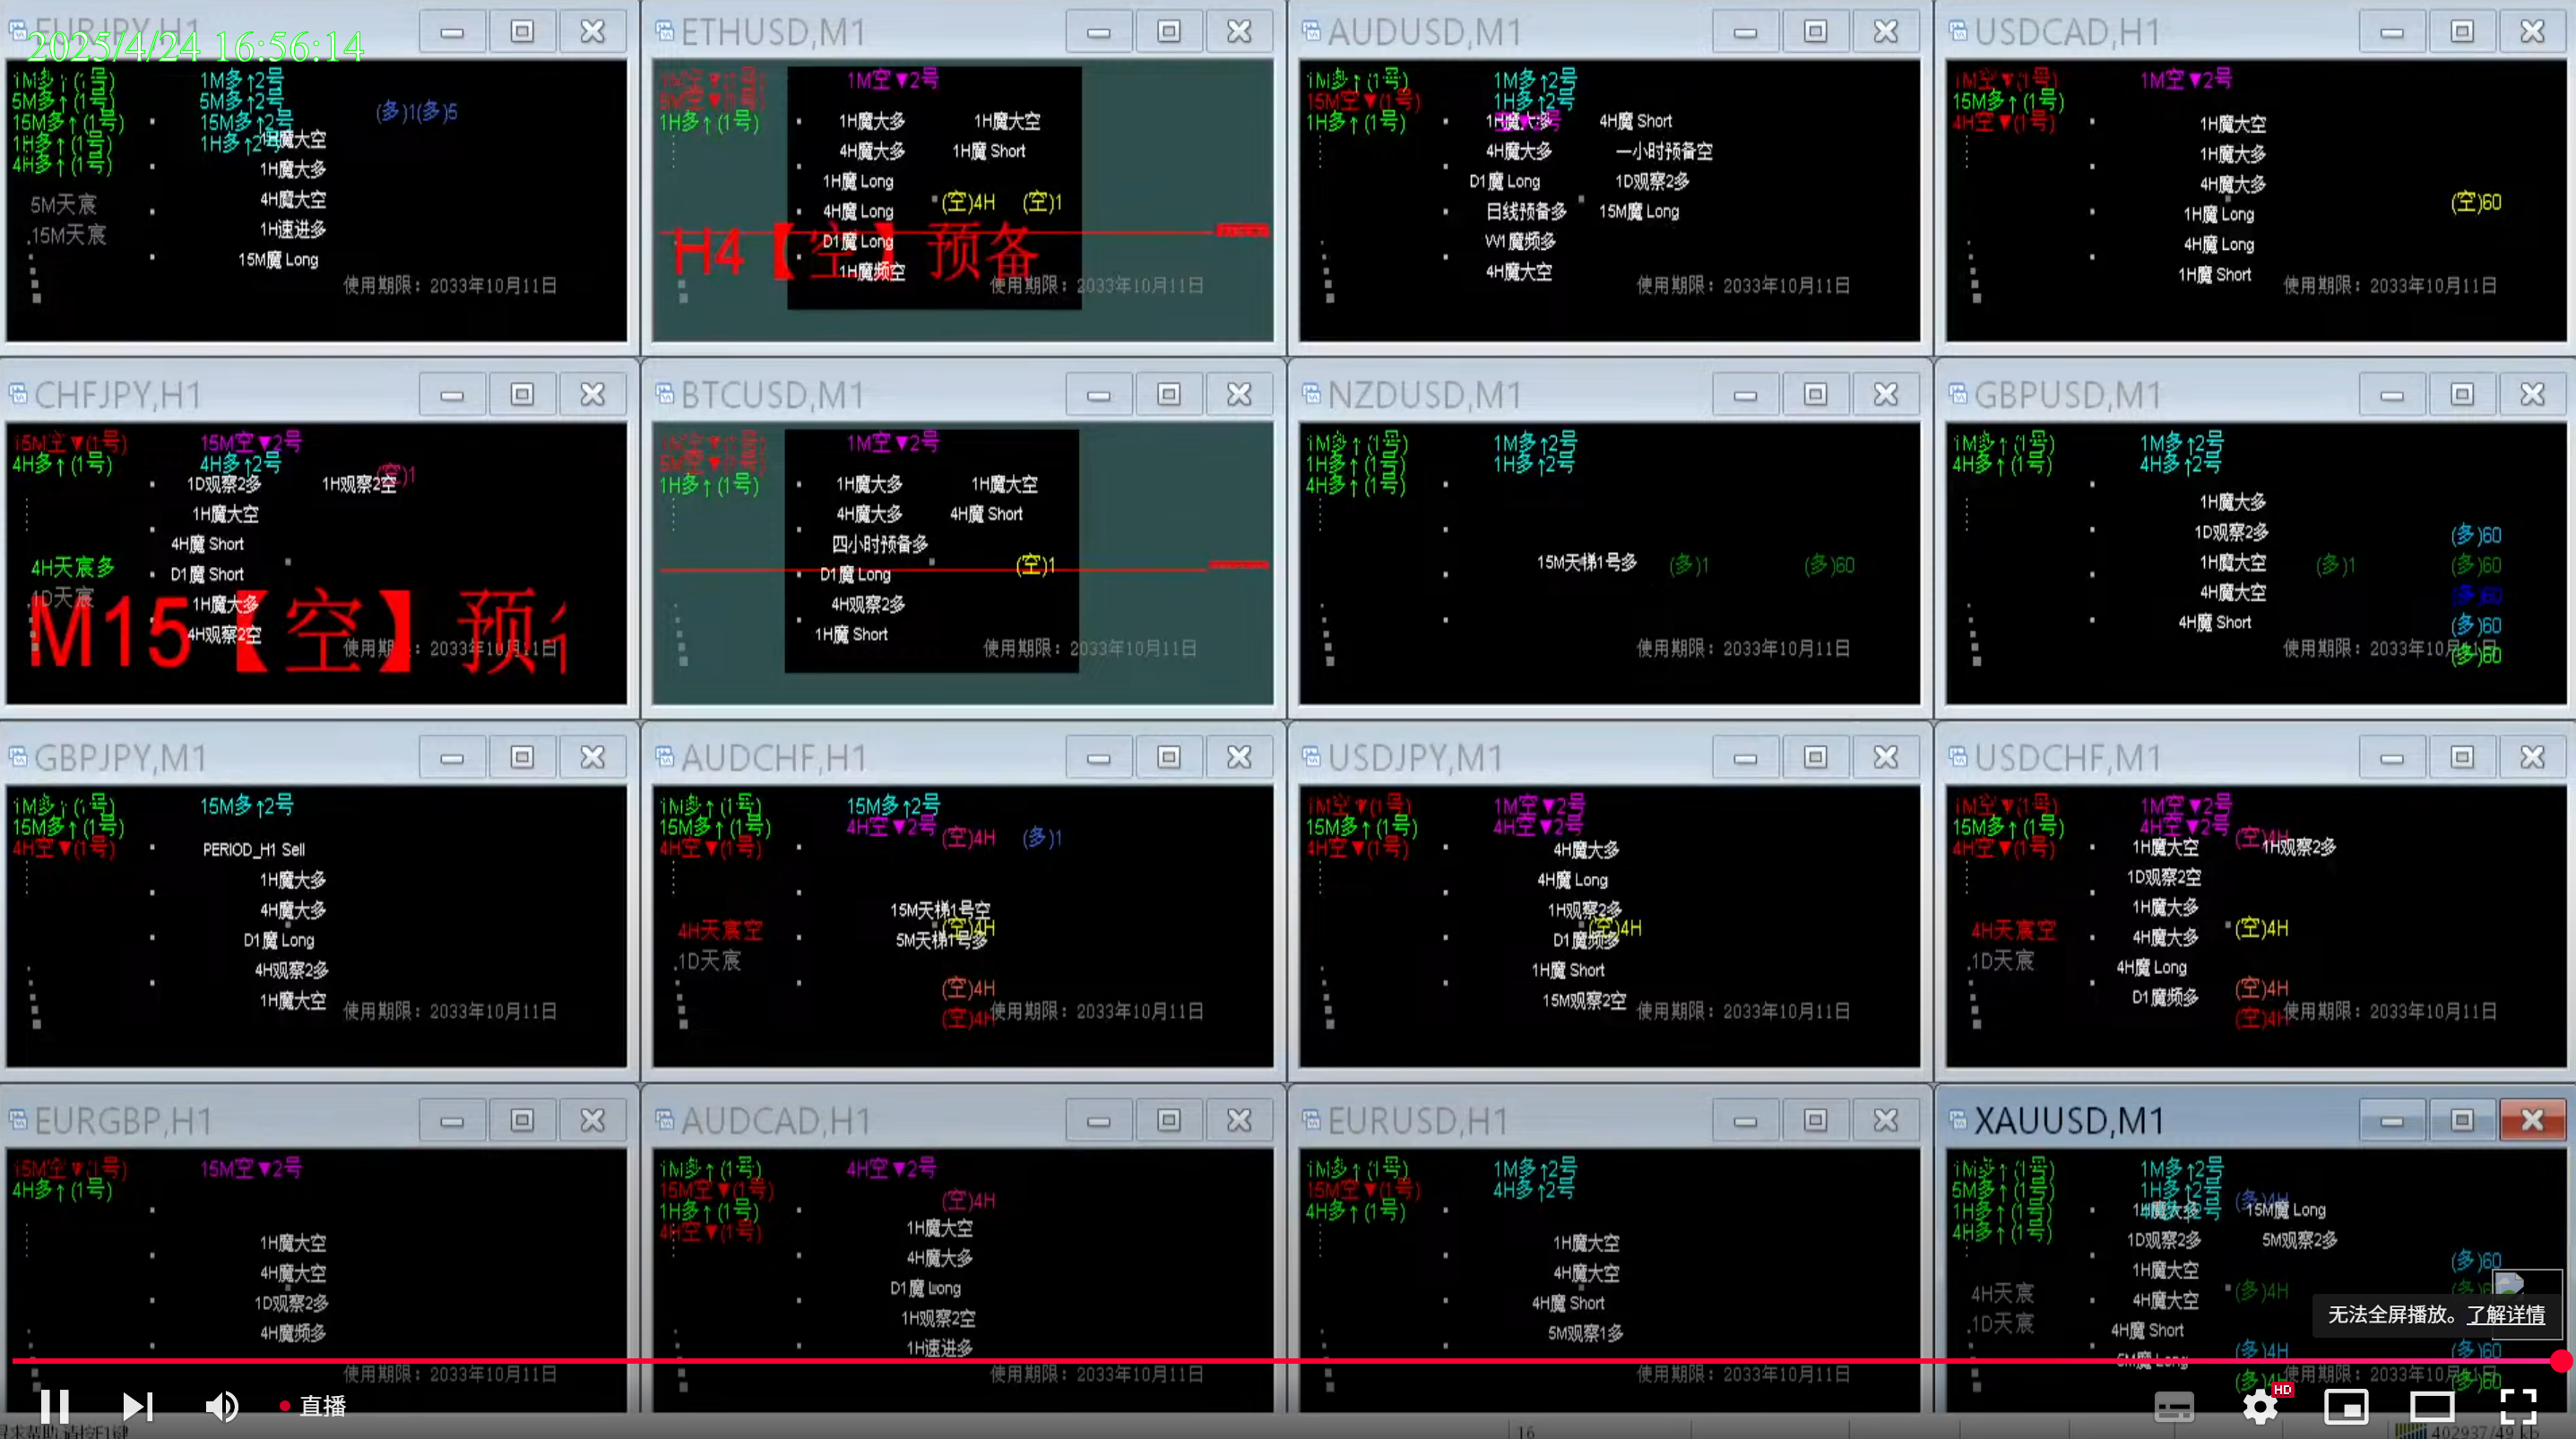 EURJPY,H1
2025/4/24 16:56:14
1M多↑(1号)
5M多↑(1号)
15M多↑(1号)
1H多↑(1号)
4H多↑(1号)
1M多↑2号
5M多↑2号
15M多↑2号
1H多↑2号
(多)1(多)5
1H魔大空
1H魔大多
4H魔大空
1H速进多
15M魔 Long
5M天宸
.15M天宸
使用期限：2033年10月11日
ETHUSD,M1
1H多↑(1号)
1M空▼2号
1H魔大多
4H魔大多
1H魔 Long
4H魔 Long
D1魔 Long
1H魔频空
1H魔大空
1H魔 Short
(空)4H
(空)1
H4【空】预备
使用期限：2033年10月11日
AUDUSD,M1
1M多↑(1号)
15M空▼(1号)
1H多↑(1号)
1M多↑2号
1H多↑2号
1H魔大多
4H魔大多
D1魔 Long
日线预备多
W1魔频多
4H魔大空
4H魔 Short
一小时预备空
1D观察2多
15M魔 Long
使用期限：2033年10月11日
USDCAD,H1
1M空▼(1号)
15M多↑(1号)
4H空▼(1号)
1M空▼2号
1H魔大空
1H魔大多
4H魔大多
1H魔 Long
4H魔 Long
1H魔 Short
(空)60
使用期限：2033年10月11日
CHFJPY,H1
15M空▼(1号)
4H多↑(1号)
15M空▼2号
4H多↑2号
(空)1
1D观察2多
1H魔大空
4H魔 Short
D1魔 Short
1H魔大多
4H观察2空
1H观察2空
4H天宸多
.1D天宸
M15【空】预
使用期限：2033年10月11日
BTCUSD,M1
1H多↑(1号)
1M空▼2号
1H魔大多
4H魔大多
四小时预备多
D1魔 Long
4H观察2多
1H魔 Short
1H魔大空
4H魔 Short
(空)1
使用期限：2033年10月11日
NZDUSD,M1
1M多↑(1号)
1H多↑(1号)
4H多↑(1号)
1M多↑2号
1H多↑2号
15M天梯1号多
(多)1
(多)60
使用期限：2033年10月11日
GBPUSD,M1
1M多↑(1号)
4H多↑(1号)
1M多↑2号
4H多↑2号
1H魔大多
1D观察2多
1H魔大空
4H魔大空
4H魔 Short
(多)1
(多)60
(多)60
(多)60
(多)60
(多)60
使用期限：2033年10月11日
GBPJPY,M1
1M多↑(1号)
15M多↑(1号)
4H空▼(1号)
15M多↑2号
PERIOD_H1 Sell
1H魔大多
4H魔大多
D1魔 Long
4H观察2多
1H魔大空
使用期限：2033年10月11日
AUDCHF,H1
1M多↑(1号)
15M多↑(1号)
4H空▼(1号)
15M多↑2号
4H空▼2号
(空)4H
(多)1
15M天梯1号空
(空)4H
5M天梯1号多
4H天宸空
.1D天宸
(空)4H
(空)4H
使用期限：2033年10月11日
USDJPY,M1
1M空▼(1号)
15M多↑(1号)
4H空▼(1号)
1M空▼2号
4H空▼2号
4H魔大多
4H魔 Long
1H观察2多
(空)4H
D1魔频多
1H魔 Short
15M观察2空
使用期限：2033年10月11日
USDCHF,M1
1M空▼(1号)
15M多↑(1号)
4H空▼(1号)
1M空▼2号
4H空▼2号
(空)4H
1H魔大空
1D观察2空
1H魔大多
4H魔大多
4H魔 Long
D1魔频多
1H观察2多
4H天宸空
.1D天宸
(空)4H
(空)4H
(空)4H
使用期限：2033年10月11日
EURGBP,H1
15M空▼(1号)
4H多↑(1号)
15M空▼2号
1H魔大空
4H魔大空
1D观察2多
4H魔频多
使用期限：2033年10月11日
AUDCAD,H1
1M多↑(1号)
15M空▼(1号)
1H多↑(1号)
4H空▼(1号)
4H空▼2号
(空)4H
1H魔大空
4H魔大多
D1魔 Long
1H观察2空
1H速进多
使用期限：2033年10月11日
EURUSD,H1
1M多↑(1号)
15M空▼(1号)
4H多↑(1号)
1M多↑2号
4H多↑2号
1H魔大空
4H魔大空
4H魔 Short
5M观察1多
使用期限：2033年10月11日
XAUUSD,M1
1M多↑(1号)
5M多↑(1号)
1H多↑(1号)
4H多↑(1号)
1M多↑2号
1H多↑2号
4H多↑2号
(多)4H
1H魔大多
1D观察2多
1H魔大空
4H魔大空
4H魔 Short
5M魔 Long
15M魔 Long
5M观察2多
4H天宸
.1D天宸
(多)60
(多)4H
(多)4H
(多)60
(多)4H
(多)60
使用期限：2033年10月11日
无法全屏播放。了解详情
直播
HD
16
402937/49 kb